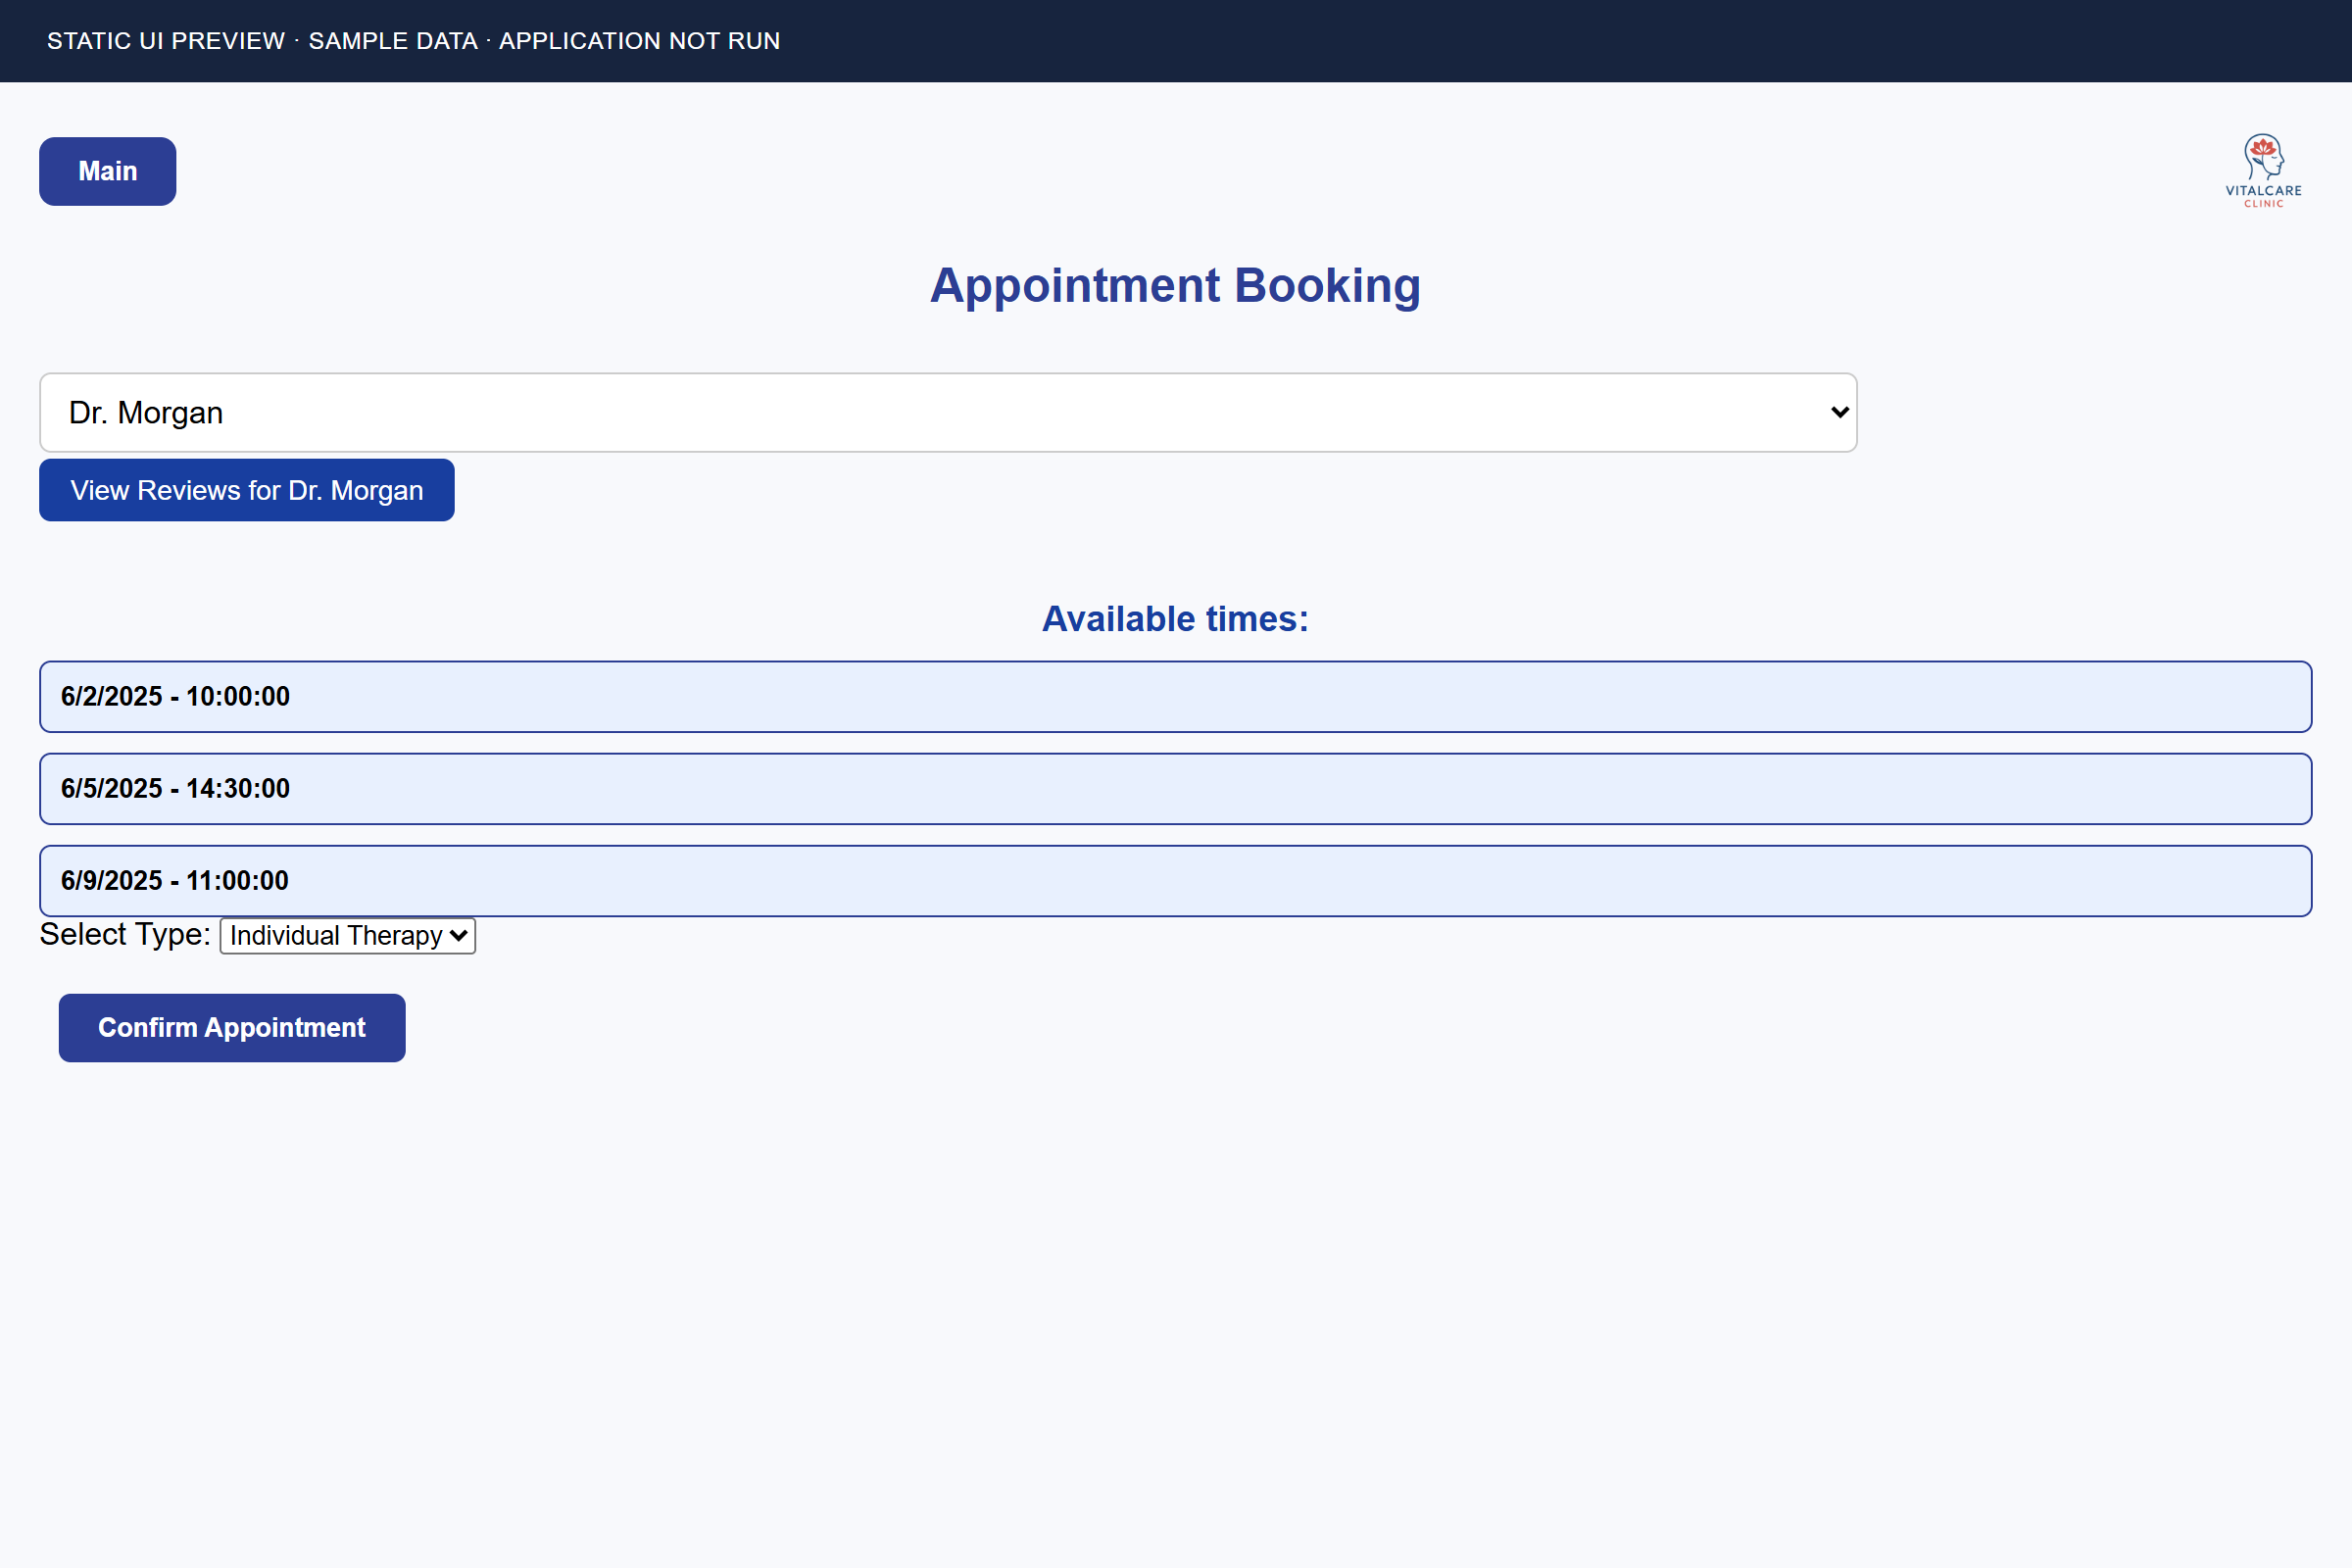 STATIC UI PREVIEW · SAMPLE DATA · APPLICATION NOT RUN
Main
VITALCARE
CLINIC
Appointment Booking
Dr. Morgan
View Reviews for Dr. Morgan
Available times:
6/2/2025 - 10:00:00
6/5/2025 - 14:30:00
6/9/2025 - 11:00:00
Select Type: Individual Therapy
Confirm Appointment